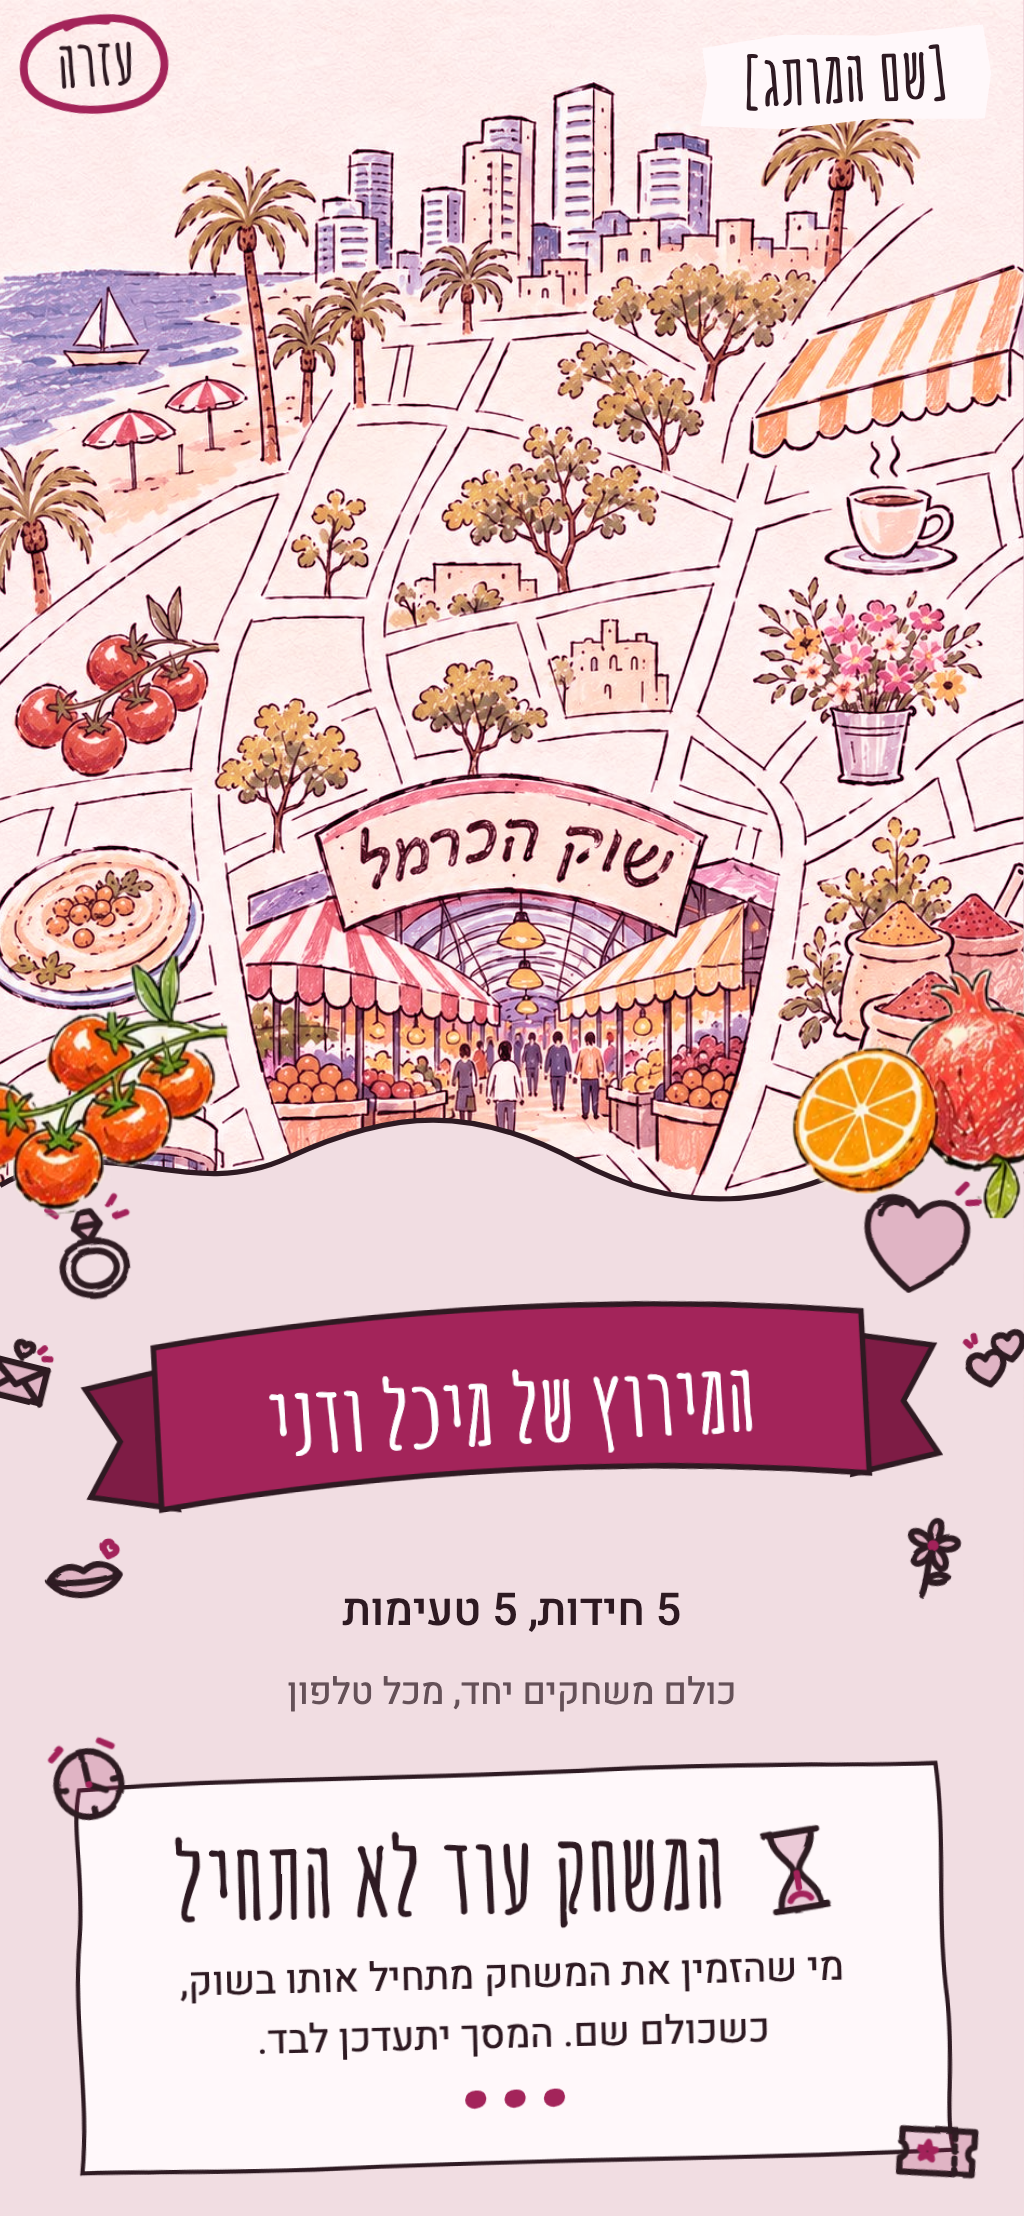 [שם המותג]
עזרה
שוק הכרמל
המירוץ של מיכל ודני
5 חידות, 5 טעימות
כולם משחקים יחד, מכל טלפון
המשחק עוד לא התחיל
מי שהזמין את המשחק מתחיל אותו בשוק,
כשכולם שם. המסך יתעדכן לבד.